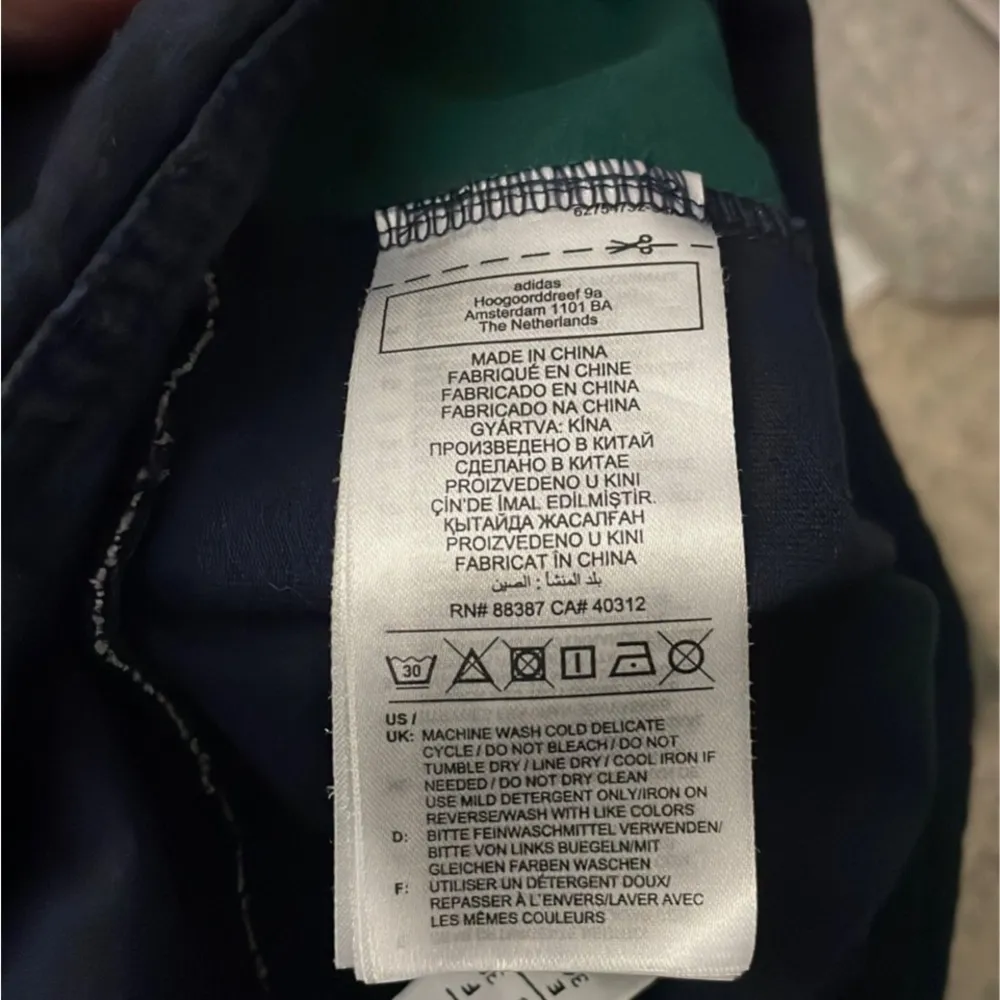 adidas
Hoogoorddreef 9a
Amsterdam 1101 BA
The Netherlands
MADE IN CHINA
FABRIQUÉ EN CHINE
FABRICADO EN CHINA
FABRICADO NA CHINA
GYÁRTVA: KÍNA
ПРОИЗВЕДЕНО В КИТАЙ
СДЕЛАНО В КИТАЕ
PROIZVEDENO U KINI
ÇİN'DE İMAL EDİLMİŞTİR.
ҚЫТАЙДА ЖАСАЛҒАН
PROIZVEDENO U KINI
FABRICAT ÎN CHINA
بلد المنشأ : الصين
RN# 88387 CA# 40312
30
US /
UK: MACHINE WASH COLD DELICATE
CYCLE / DO NOT BLEACH / DO NOT
TUMBLE DRY / LINE DRY / COOL IRON IF
NEEDED / DO NOT DRY CLEAN
USE MILD DETERGENT ONLY/IRON ON
REVERSE/WASH WITH LIKE COLORS
D: BITTE FEINWASCHMITTEL VERWENDEN/
BITTE VON LINKS BUEGELN/MIT
GLEICHEN FARBEN WASCHEN
F: UTILISER UN DÉTERGENT DOUX/
REPASSER À L'ENVERS/LAVER AVEC
LES MÊMES COULEURS